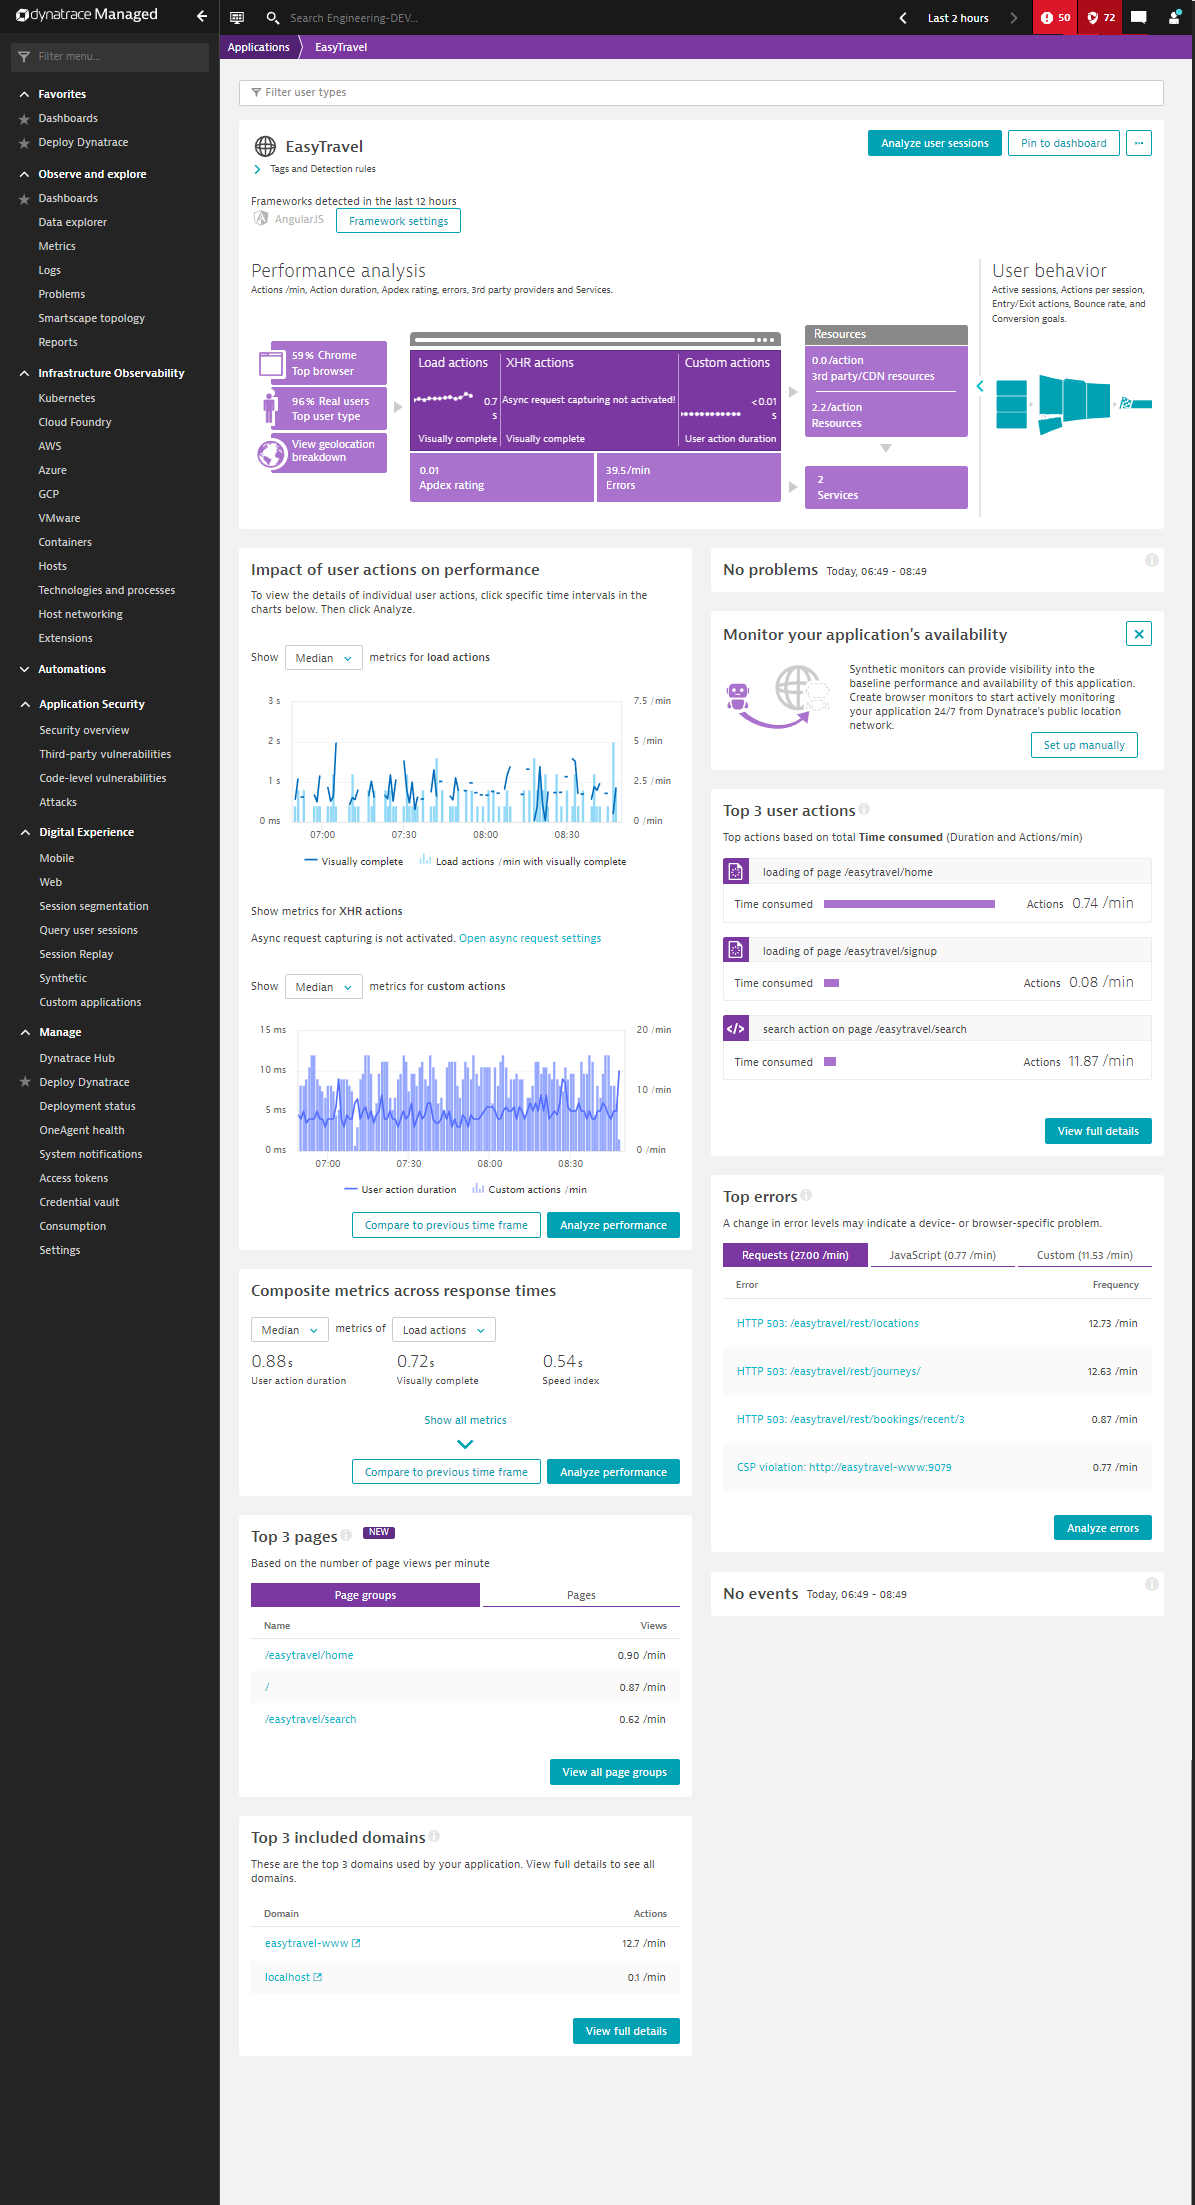 dynatrace Managed
Search Engineering-DEV...
Last 2 hours
50
72
Filter menu...
Favorites
Dashboards
Deploy Dynatrace
Observe and explore
Dashboards
Data explorer
Metrics
Logs
Problems
Smartscape topology
Reports
Infrastructure Observability
Kubernetes
Cloud Foundry
AWS
Azure
GCP
VMware
Containers
Hosts
Technologies and processes
Host networking
Extensions
Automations
Application Security
Security overview
Third-party vulnerabilities
Code-level vulnerabilities
Attacks
Digital Experience
Mobile
Web
Session segmentation
Query user sessions
Session Replay
Synthetic
Custom applications
Manage
Dynatrace Hub
Deploy Dynatrace
Deployment status
OneAgent health
System notifications
Access tokens
Credential vault
Consumption
Settings
Applications
EasyTravel
Filter user types
EasyTravel
Analyze user sessions
Pin to dashboard
...
Tags and Detection rules
Frameworks detected in the last 12 hours
AngularJS
Framework settings
Performance analysis
Actions /min, Action duration, Apdex rating, errors, 3rd party providers and Services.
59% Chrome
Top browser
96% Real users
Top user type
View geolocation
breakdown
Load actions
0.7
s
Visually complete
XHR actions
Async request capturing not activated!
Visually complete
Custom actions
<0.01
s
User action duration
0.01
Apdex rating
39.5/min
Errors
Resources
0.0/action
3rd party/CDN resources
2.2/action
Resources
2
Services
User behavior
Active sessions, Actions per session,
Entry/Exit actions, Bounce rate, and
Conversion goals.
Impact of user actions on performance
To view the details of individual user actions, click specific time intervals in the
charts below. Then click Analyze.
Show Median metrics for load actions
3 s
2 s
1 s
0 ms
7.5 /min
5 /min
2.5 /min
0 /min
07:00 07:30 08:00 08:30
Visually complete
Load actions /min with visually complete
Show metrics for XHR actions
Async request capturing is not activated. Open async request settings
Show Median metrics for custom actions
15 ms
10 ms
5 ms
0 ms
20 /min
10 /min
0 /min
07:00 07:30 08:00 08:30
User action duration
Custom actions /min
Compare to previous time frame
Analyze performance
Composite metrics across response times
Median metrics of Load actions
0.88 s
User action duration
0.72 s
Visually complete
0.54 s
Speed index
Show all metrics
Compare to previous time frame
Analyze performance
Top 3 pages
NEW
Based on the number of page views per minute
Page groups
Pages
Name Views
/easytravel/home 0.90 /min
/ 0.87 /min
/easytravel/search 0.62 /min
View all page groups
Top 3 included domains
These are the top 3 domains used by your application. View full details to see all
domains.
Domain Actions
easytravel-www 12.7 /min
localhost 0.1 /min
View full details
No problems Today, 06:49 - 08:49
Monitor your application's availability
Synthetic monitors can provide visibility into the
baseline performance and availability of this application.
Create browser monitors to start actively monitoring
your application 24/7 from Dynatrace's public location
network.
Set up manually
Top 3 user actions
Top actions based on total Time consumed (Duration and Actions/min)
loading of page /easytravel/home
Time consumed Actions 0.74 /min
loading of page /easytravel/signup
Time consumed Actions 0.08 /min
</> search action on page /easytravel/search
Time consumed Actions 11.87 /min
View full details
Top errors
A change in error levels may indicate a device- or browser-specific problem.
Requests (27.00 /min)
JavaScript (0.77 /min)
Custom (11.53 /min)
Error Frequency
HTTP 503: /easytravel/rest/locations 12.73 /min
HTTP 503: /easytravel/rest/journeys/ 12.63 /min
HTTP 503: /easytravel/rest/bookings/recent/3 0.87 /min
CSP violation: http://easytravel-www:9079 0.77 /min
Analyze errors
No events Today, 06:49 - 08:49